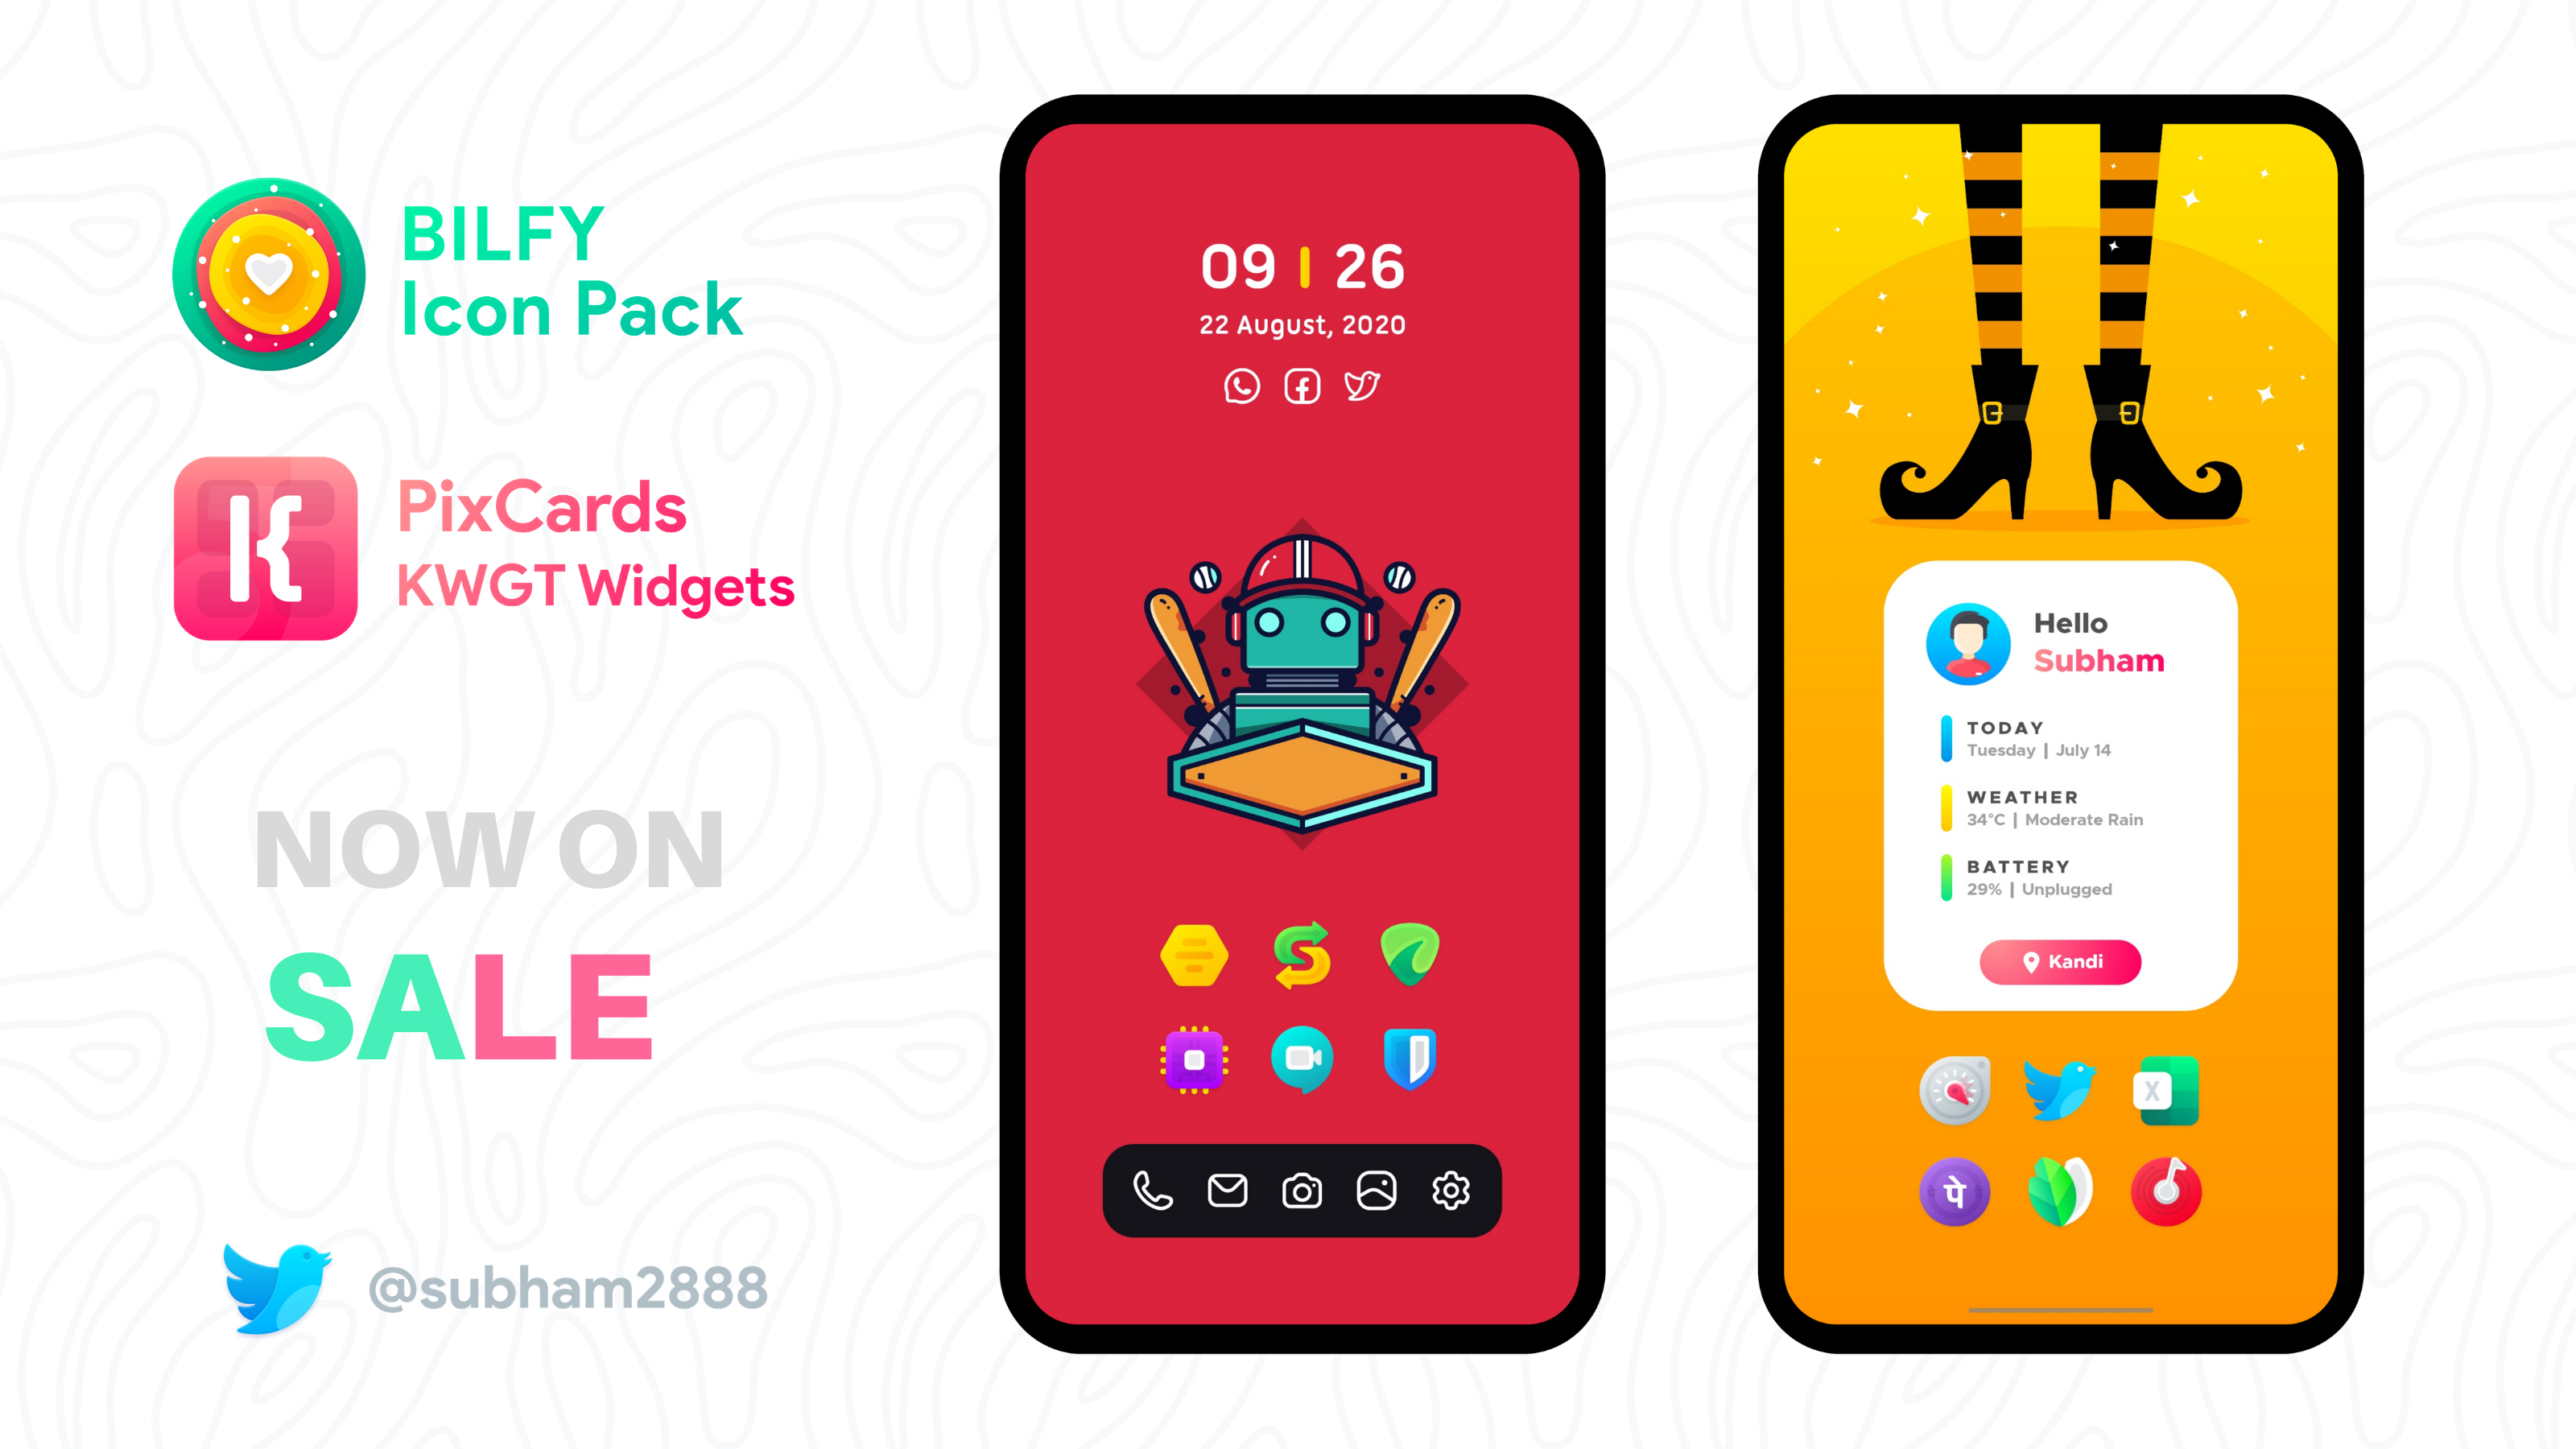 BILFY
Icon Pack
PixCards
KWGT Widgets
NOW ON
SALE
@subham2888
09 | 26
22 August, 2020
Hello
Subham
TODAY
Tuesday | July 14
WEATHER
34°C | Moderate Rain
BATTERY
29% | Unplugged
Kandi
X
पे